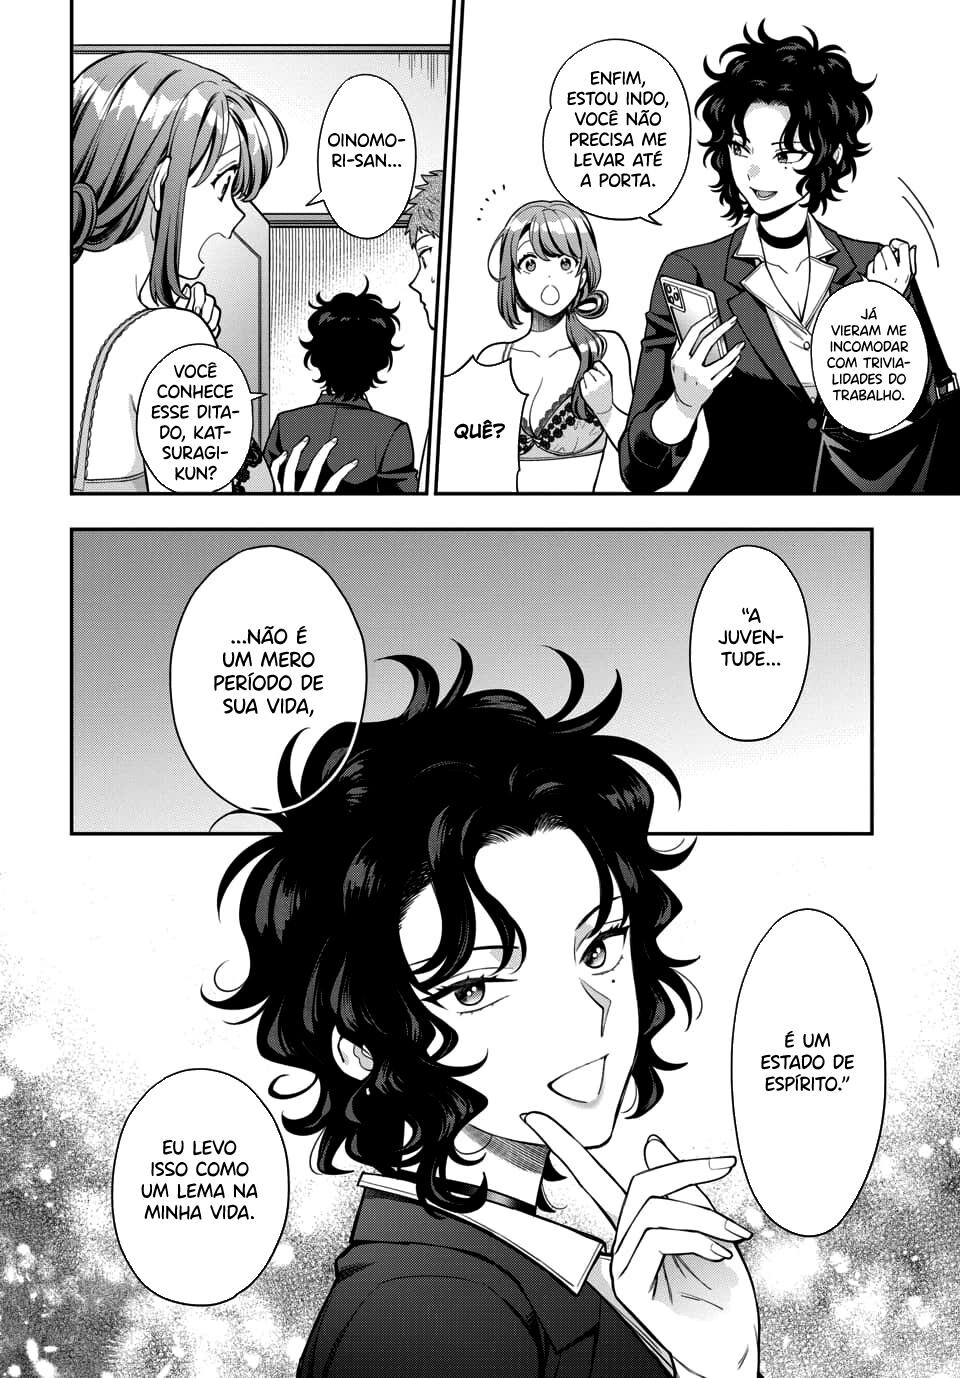 ENFIM,
ESTOU INDO,
VOCÊ NÃO
PRECISA ME
LEVAR ATÉ
A PORTA.
JÁ
VIERAM ME
INCOMODAR
COM TRIVIA-
LIDADES DO
TRABALHO.
QUÊ?
OINOMO-
RI-SAN...
VOCÊ
CONHECE
ESSE DITA-
DO, KAT-
SURAGI-
KUN?
"A
JUVEN-
TUDE...
...NÃO É
UM MERO
PERÍODO DE
SUA VIDA,
É UM
ESTADO DE
ESPÍRITO."
EU LEVO
ISSO COMO
UM LEMA NA
MINHA VIDA.